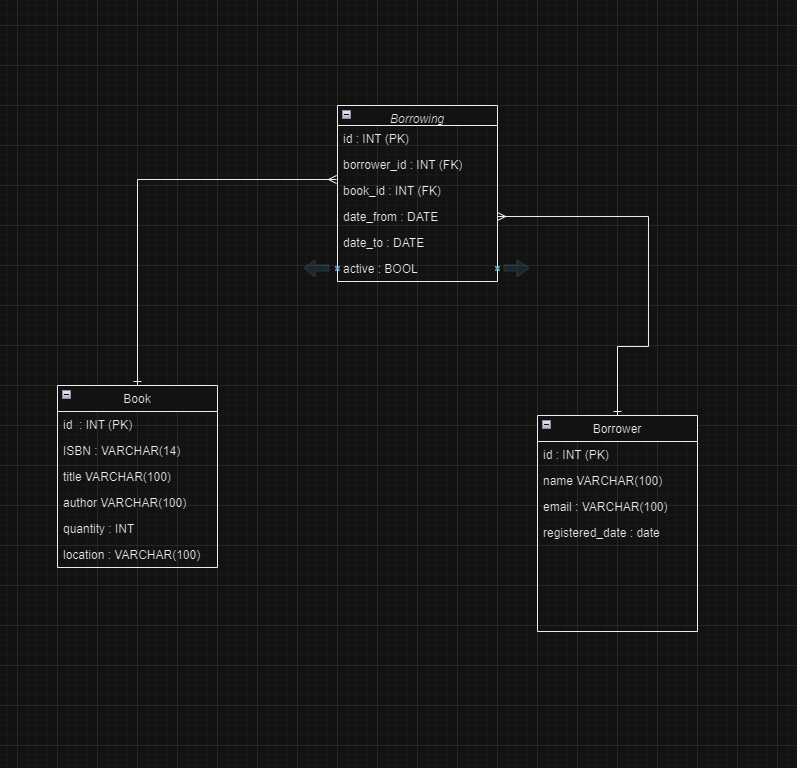 Borrowing
id : INT (PK)
borrower_id : INT (FK)
book_id : INT (FK)
date_from : DATE
date_to : DATE
active : BOOL
Book
id  : INT (PK)
ISBN : VARCHAR(14)
title VARCHAR(100)
author VARCHAR(100)
quantity : INT
location : VARCHAR(100)
Borrower
id : INT (PK)
name VARCHAR(100)
email : VARCHAR(100)
registered_date : date